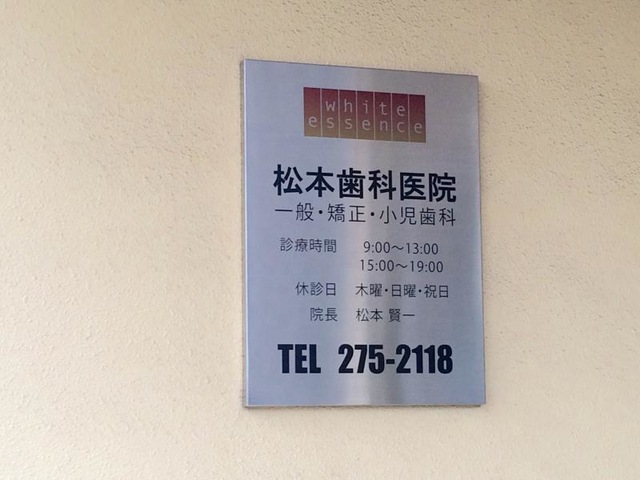 white
essence
松本歯科医院
一般・矯正・小児歯科
診療時間 9:00〜13:00
15:00〜19:00
休診日 木曜・日曜・祝日
院長 松本 賢一
TEL 275-2118